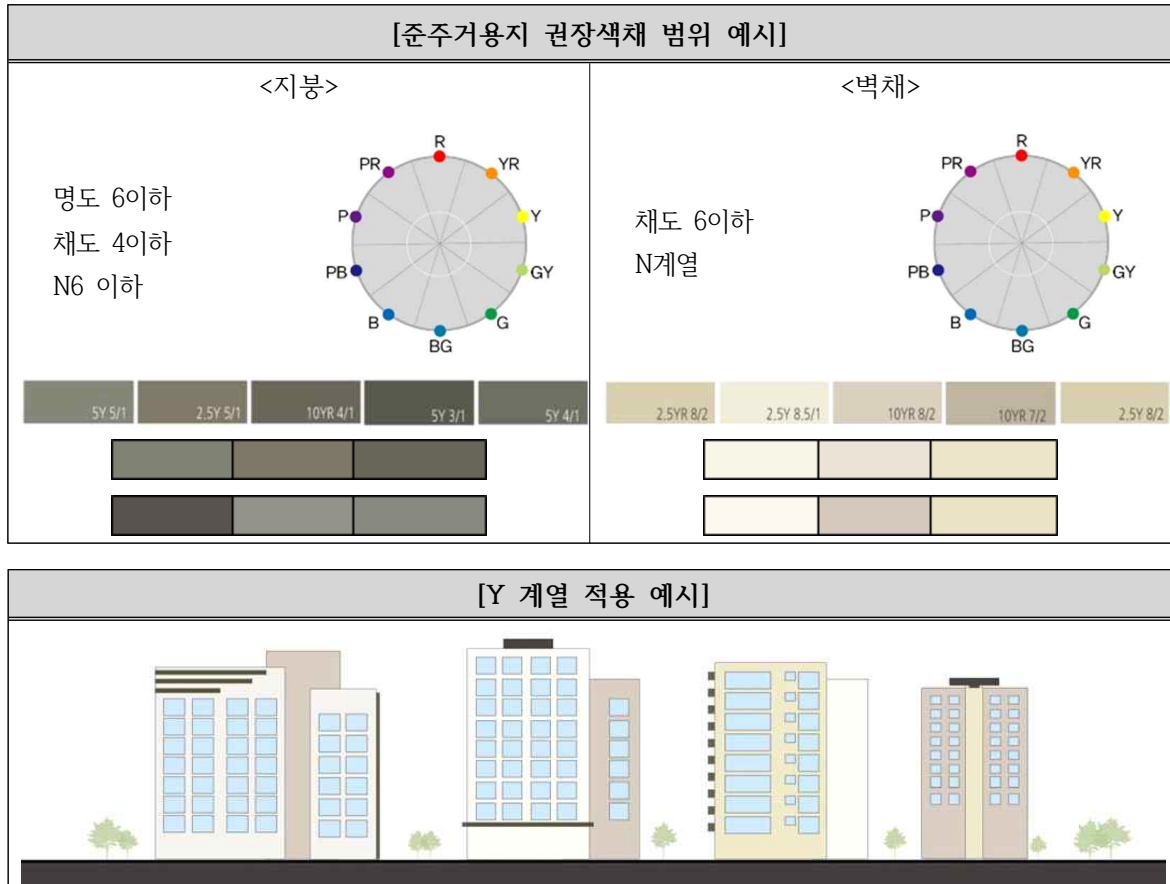 [준주거용지 권장색채 범위 예시]
<지붕>
명도 6이하
채도 4이하
N6 이하
R
YR
Y
GY
G
BG
B
PB
P
PR
5Y 5/1
2.5Y 5/1
10YR 4/1
5Y 3/1
5Y 4/1
<벽채>
채도 6이하
N계열
R
YR
Y
GY
G
BG
B
PB
P
PR
2.5YR 8/2
2.5Y 8.5/1
10YR 8/2
10YR 7/2
2.5Y 8/2
[Y 계열 적용 예시]